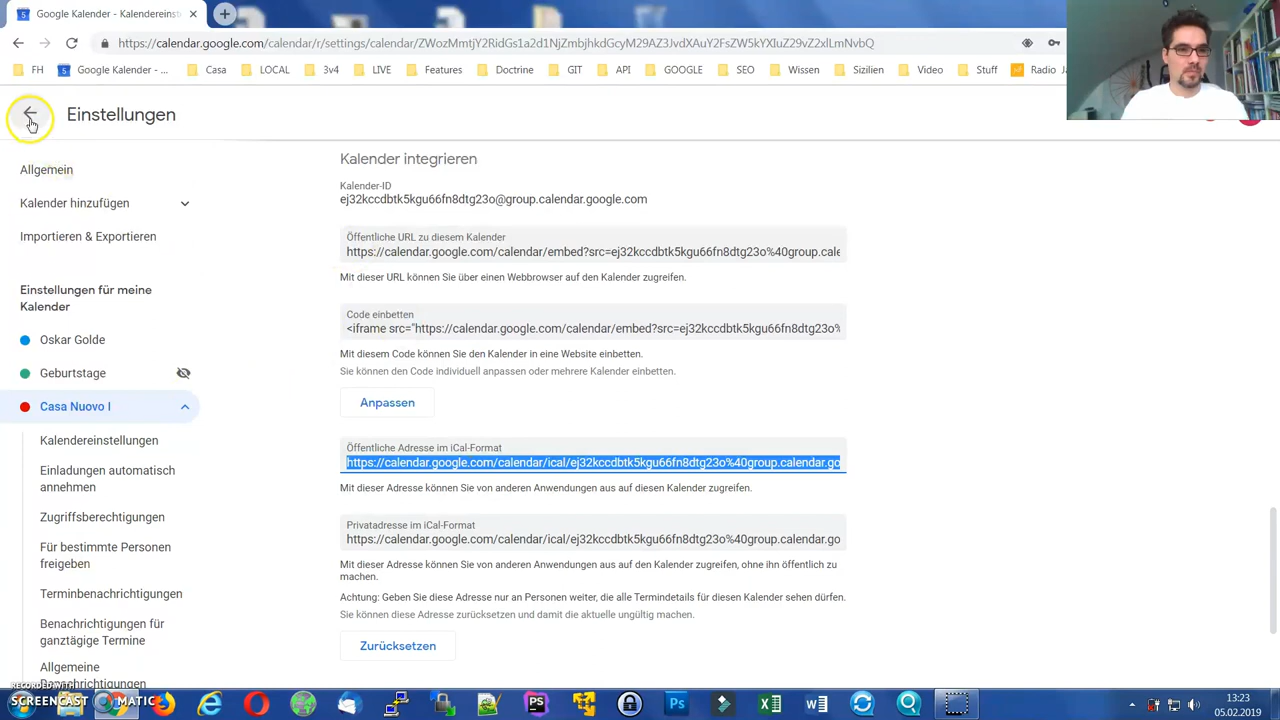 Google Kalender - Kalendereinst
https://calendar.google.com/calendar/r/settings/calendar/ZWozMmtjY2RidGs1a2d1NjZmbjhkdGcyM29AZ3JvdXAuY2FsZW5kYXIuZ29vZ2xlLmNvbQ
FH Google Kalender - ... Casa LOCAL 3v4 LIVE Features Doctrine GIT API GOOGLE SEO Wissen Sizilien Video Stuff Radio
Einstellungen
Allgemein
Kalender hinzufügen
Importieren & Exportieren
Einstellungen für meine
Kalender
Oskar Golde
Geburtstage
Casa Nuovo I
Kalendereinstellungen
Einladungen automatisch
annehmen
Zugriffsberechtigungen
Für bestimmte Personen
freigeben
Terminbenachrichtigungen
Benachrichtigungen für
ganztägige Termine
Allgemeine
Kalender integrieren
Kalender-ID
ej32kccdbtk5kgu66fn8dtg23o@group.calendar.google.com
Öffentliche URL zu diesem Kalender
https://calendar.google.com/calendar/embed?src=ej32kccdbtk5kgu66fn8dtg23o%40group.cale
Mit dieser URL können Sie über einen Webbrowser auf den Kalender zugreifen.
Code einbetten
<iframe src="https://calendar.google.com/calendar/embed?src=ej32kccdbtk5kgu66fn8dtg23o%
Mit diesem Code können Sie den Kalender in eine Website einbetten.
Sie können den Code individuell anpassen oder mehrere Kalender einbetten.
Anpassen
Öffentliche Adresse im iCal-Format
https://calendar.google.com/calendar/ical/ej32kccdbtk5kgu66fn8dtg23o%40group.calendar.go
Mit dieser Adresse können Sie von anderen Anwendungen aus auf diesen Kalender zugreifen.
Privatadresse im iCal-Format
https://calendar.google.com/calendar/ical/ej32kccdbtk5kgu66fn8dtg23o%40group.calendar.go
Mit dieser Adresse können Sie von anderen Anwendungen aus auf den Kalender zugreifen, ohne ihn öffentlich zu
machen.
Achtung: Geben Sie diese Adresse nur an Personen weiter, die alle Termindetails für diesen Kalender sehen dürfen.
Sie können diese Adresse zurücksetzen und damit die aktuelle ungültig machen.
Zurücksetzen
RECORDED WITH
SCREENCAST MATIC
13:23
05.02.2019